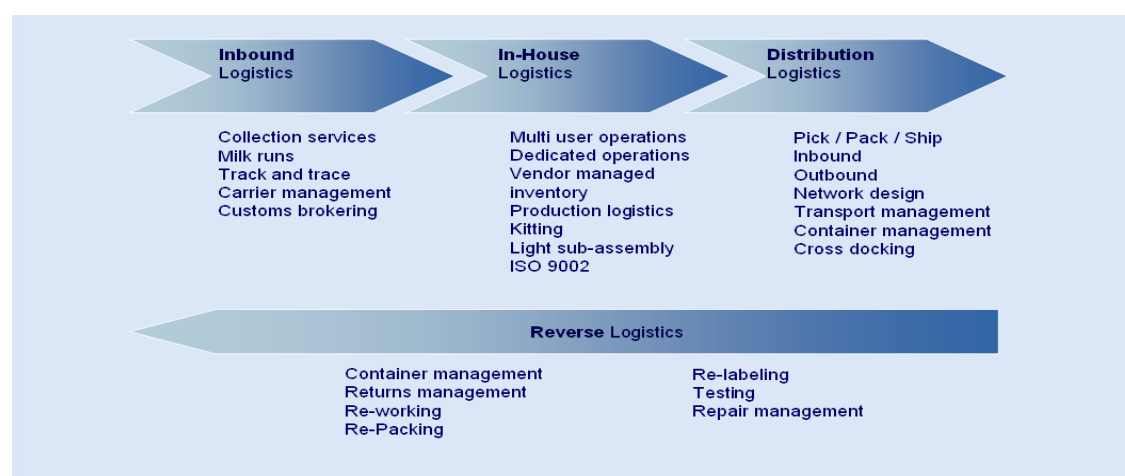 Inbound
Logistics
In-House
Logistics
Distribution
Logistics
Collection services
Milk runs
Track and trace
Carrier management
Customs brokering
Multi user operations
Dedicated operations
Vendor managed
inventory
Production logistics
Kitting
Light sub-assembly
ISO 9002
Pick / Pack / Ship
Inbound
Outbound
Network design
Transport management
Container management
Cross docking
Reverse Logistics
Container management
Returns management
Re-working
Re-Packing
Re-labeling
Testing
Repair management